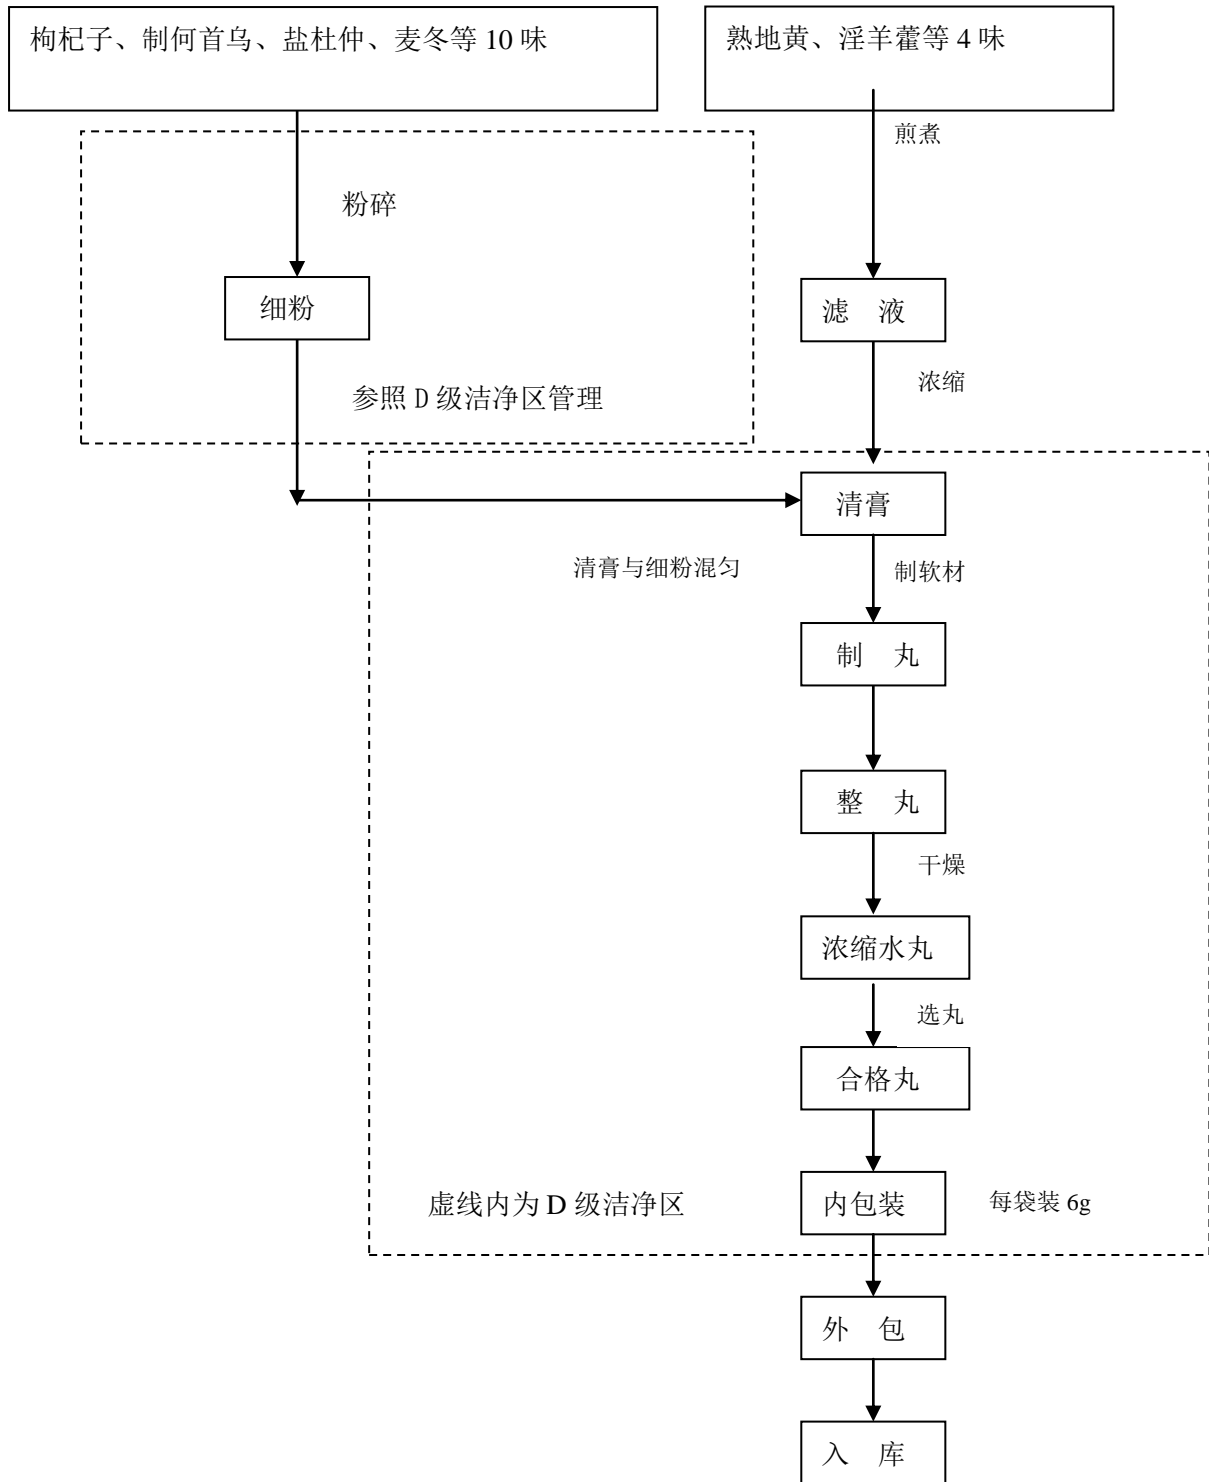 枸杞子、制何首乌、盐杜仲、麦冬等 10 味
熟地黄、淫羊藿等 4 味
煎煮
粉碎
细粉
滤 液
浓缩
参照 D 级洁净区管理
清膏
清膏与细粉混匀
制软材
制 丸
整 丸
干燥
浓缩水丸
选丸
合格丸
虚线内为 D 级洁净区
内包装
每袋装 6g
外 包
入 库